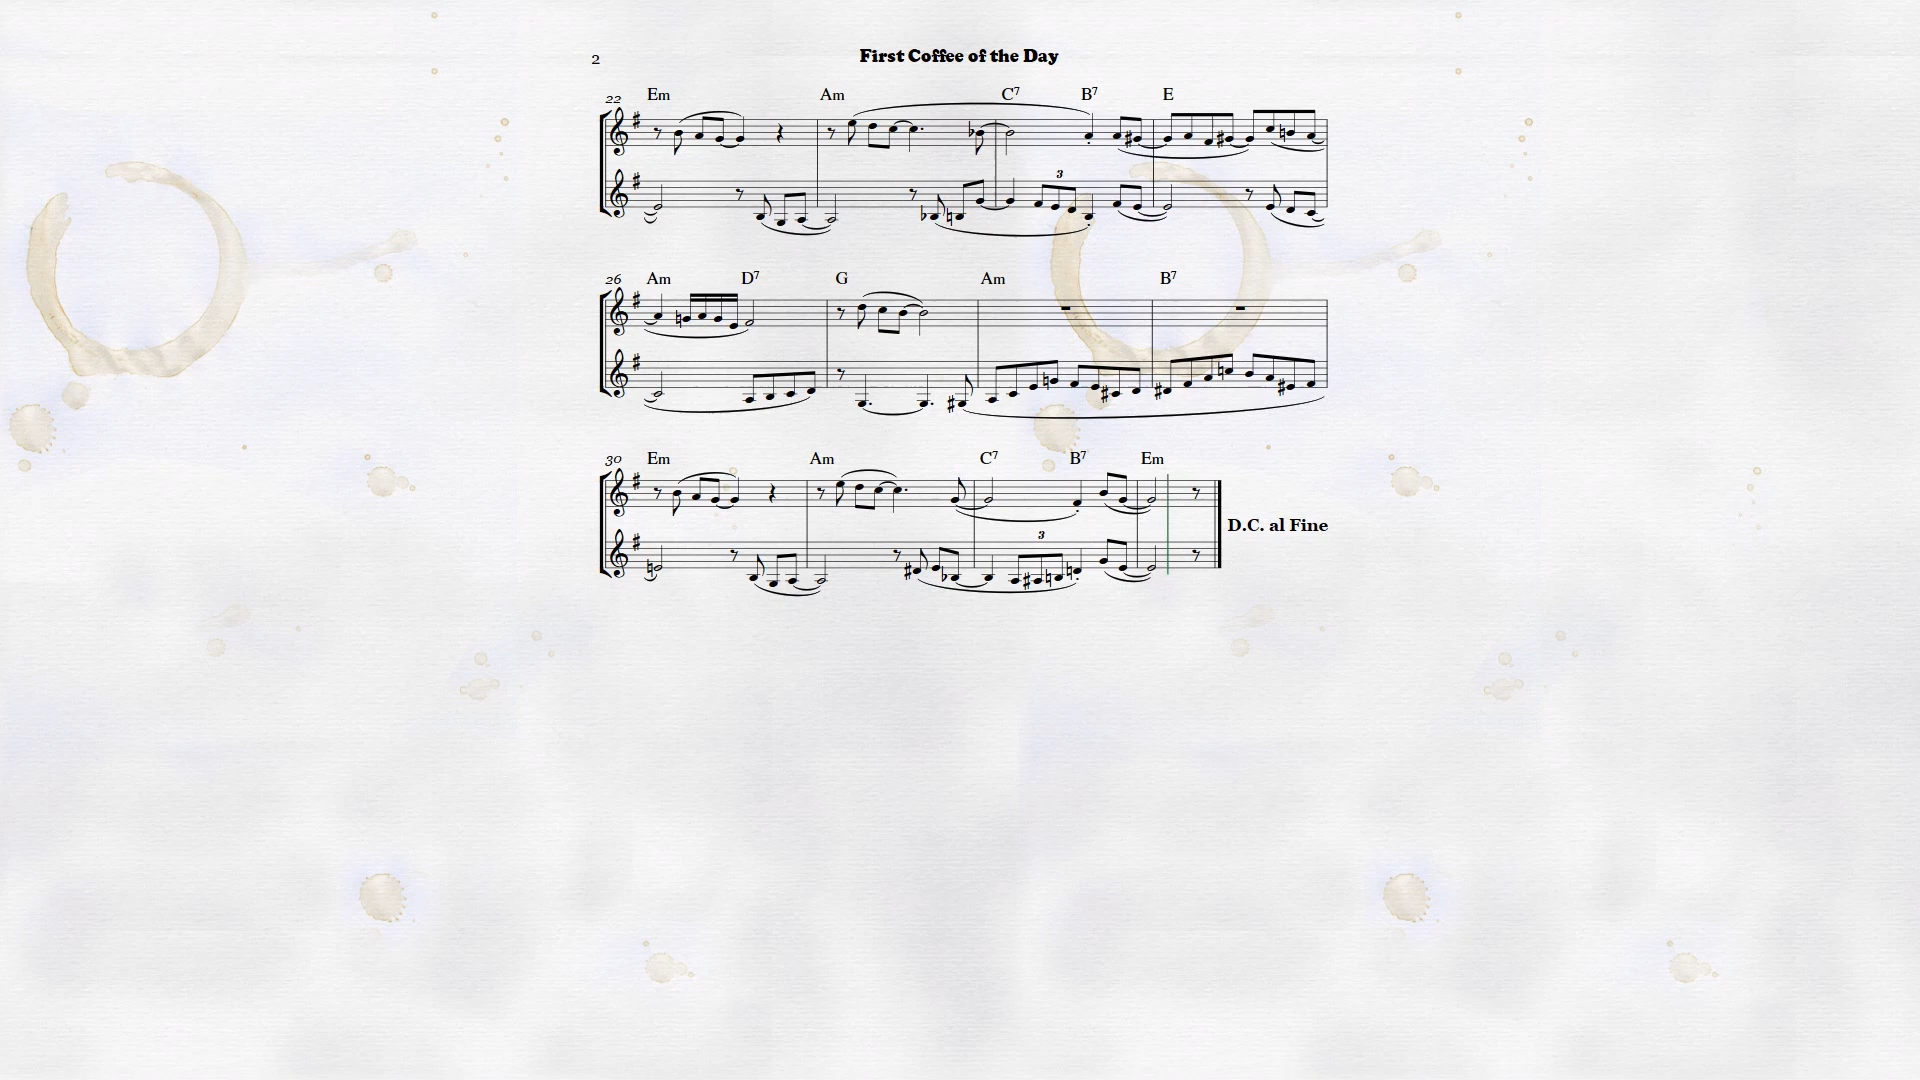 2
First Coffee of the Day
22 Em Am C7 B7 E
3
26 Am D7 G Am B7
30 Em Am C7 B7 Em
D.C. al Fine
3